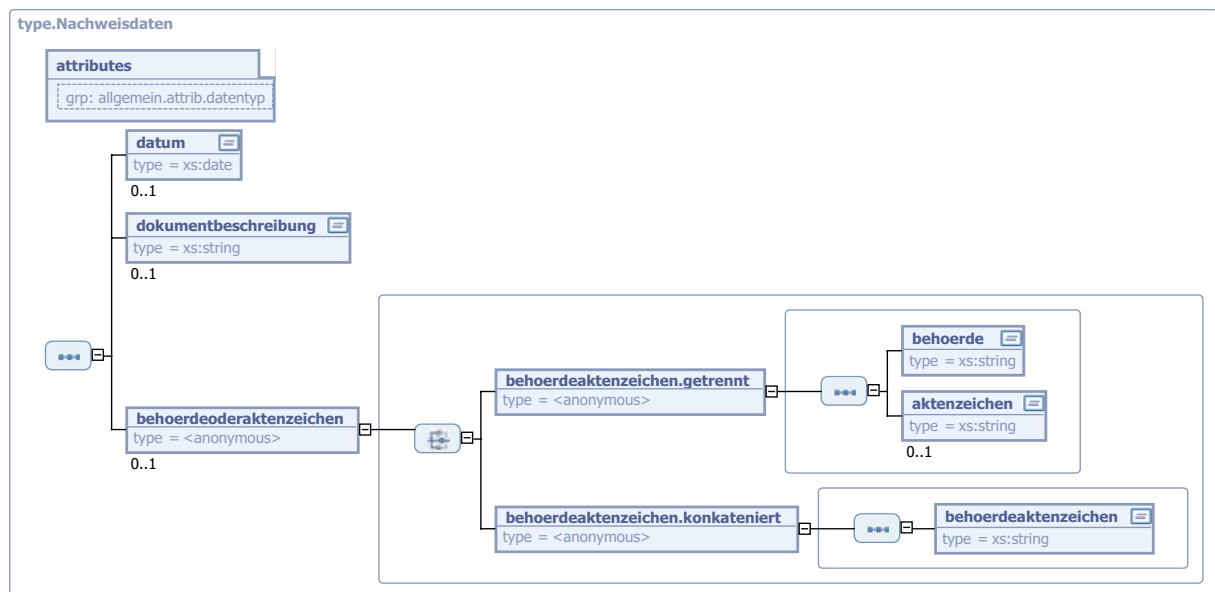 type.Nachweisdaten
attributes
grp: allgemein.attrib.datentyp
datum
type = xs:date
0..1
dokumentbeschreibung
type = xs:string
0..1
behoerdeoderaktenzeichen
type = <anonymous>
0..1
behoerdeaktenzeichen.getrennt
type = <anonymous>
behoerde
type = xs:string
aktenzeichen
type = xs:string
0..1
behoerdeaktenzeichen.konkateniert
type = <anonymous>
behoerdeaktenzeichen
type = xs:string